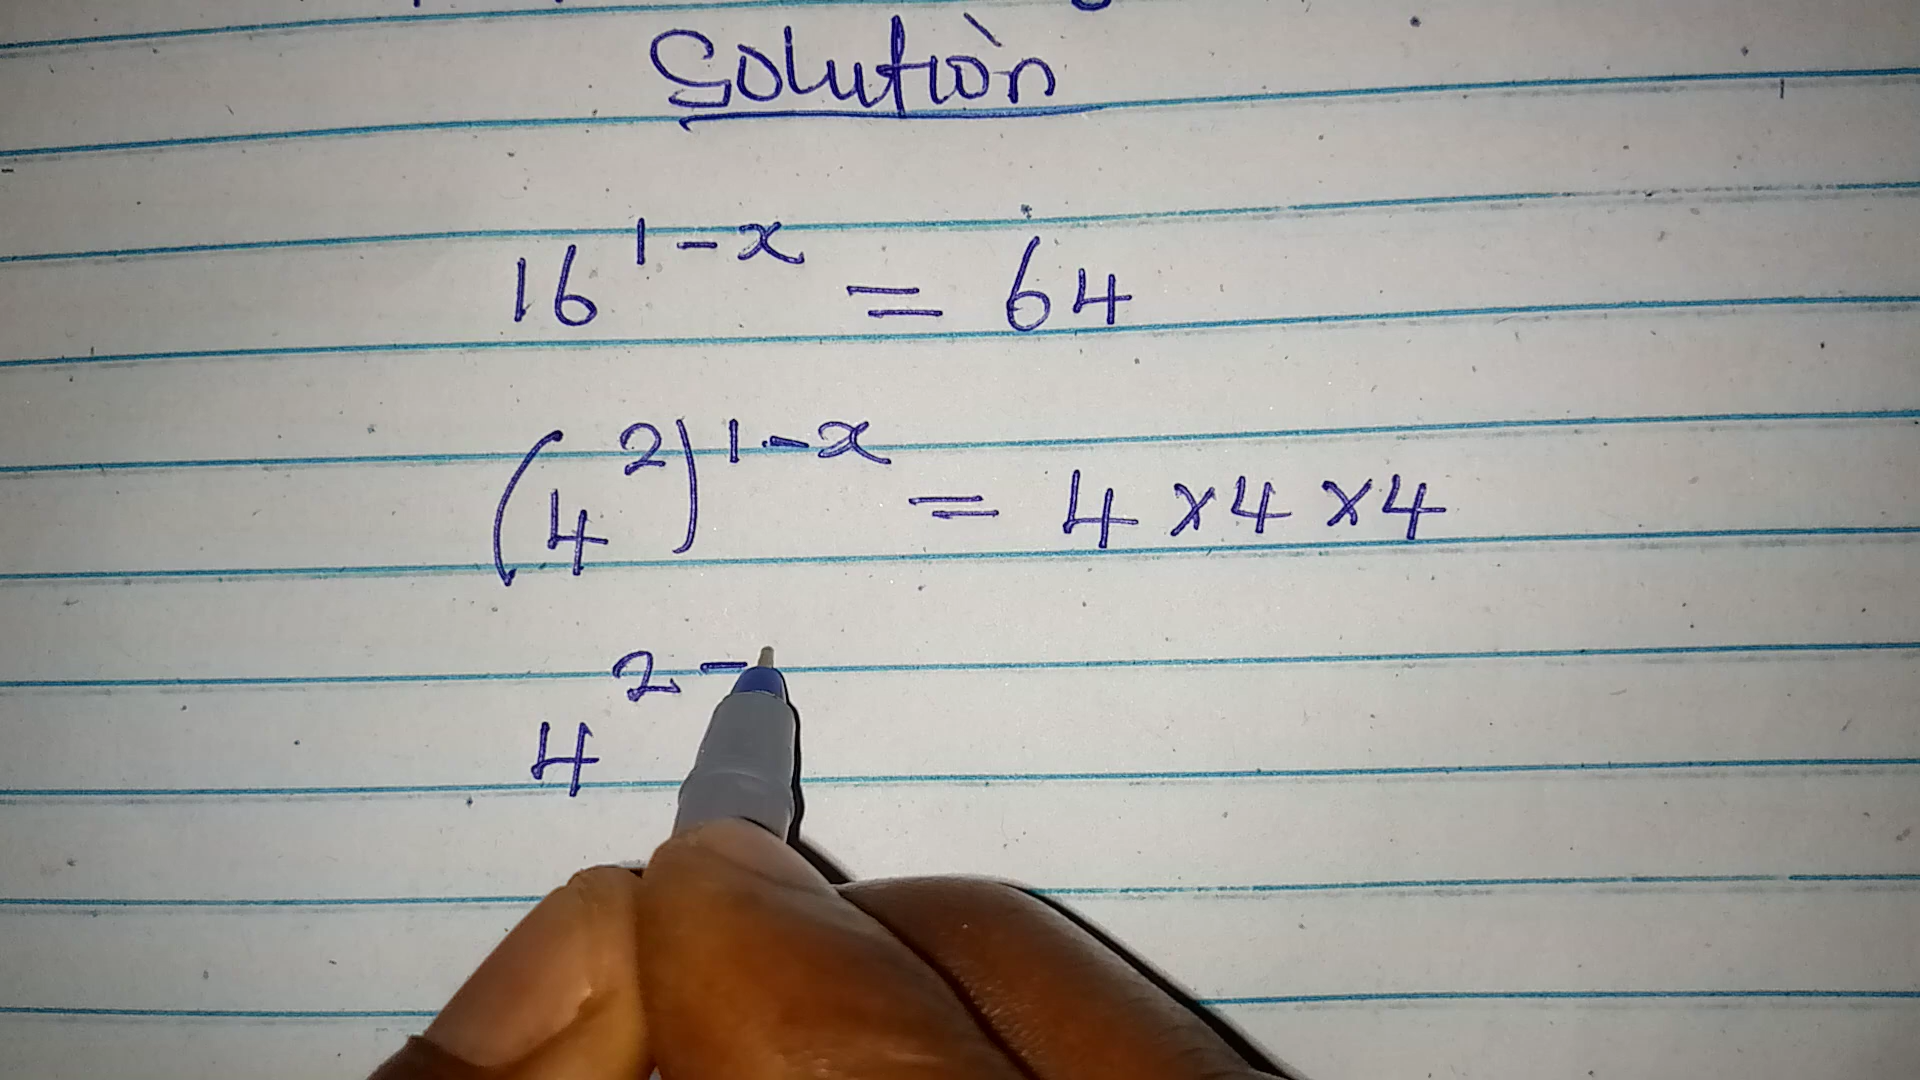 Solution
16^{1-x} = 64
(4^2)^{1-x} = 4 x 4 x 4
4^{2-